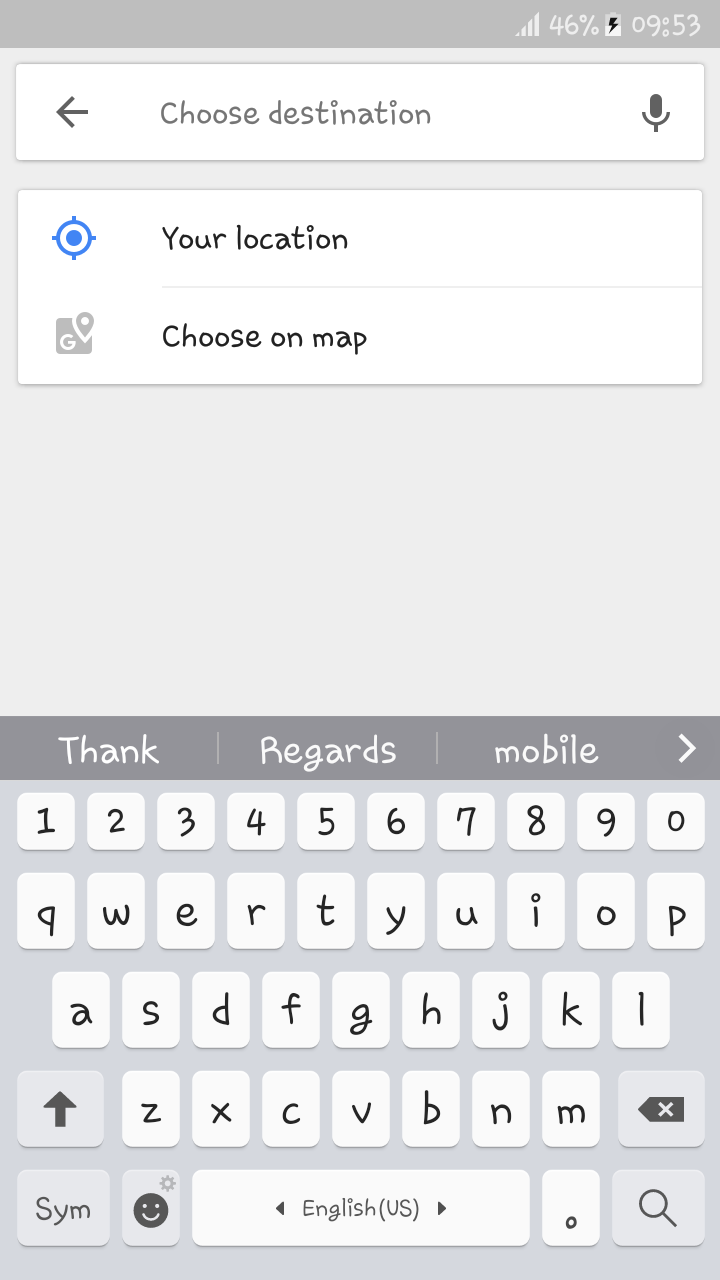 46% 09:53
Choose destination
Your location
G Choose on map
Thank Regards mobile
1 2 3 4 5 6 7 8 9 0
q w e r t y u i o p
a s d f g h j k l
z x c v b n m
Sym English(US) .